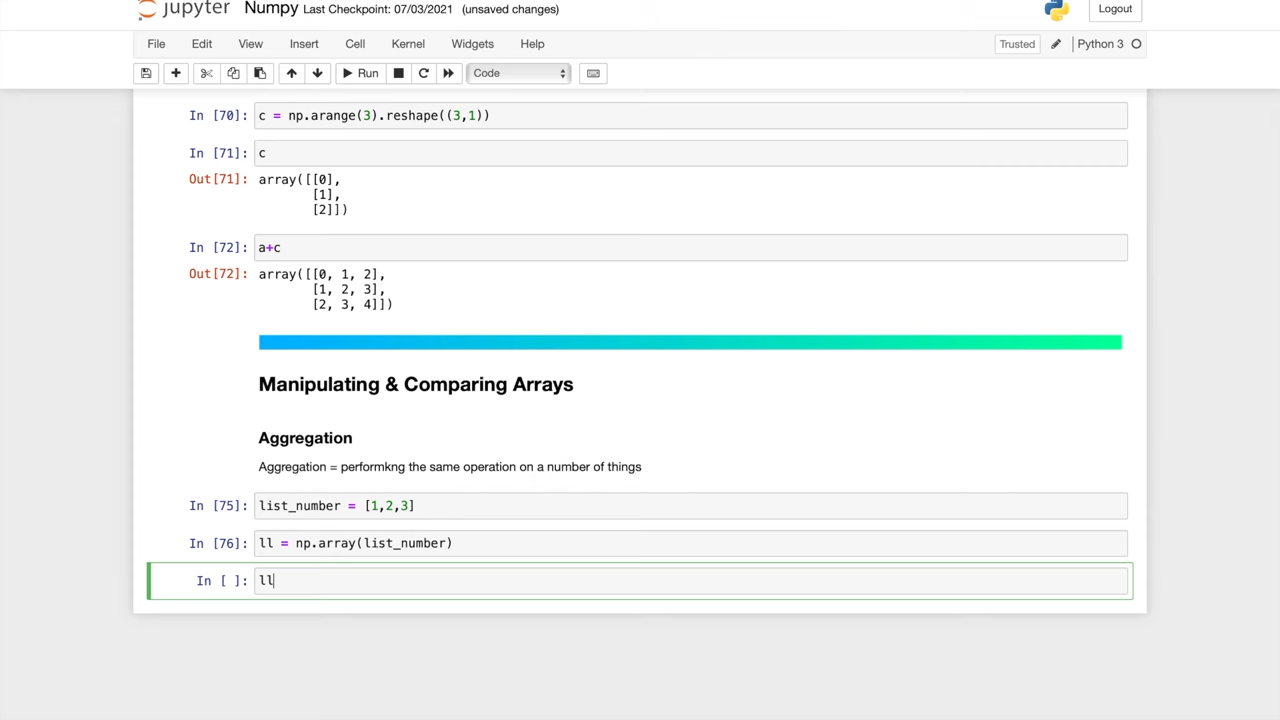 jupyter Numpy Last Checkpoint: 07/03/2021 (unsaved changes) Logout
File Edit View Insert Cell Kernel Widgets Help Trusted Python 3
Run Code
In [70]: c = np.arange(3).reshape((3,1))
In [71]: c
Out[71]: array([[0],
[1],
[2]])
In [72]: a+c
Out[72]: array([[0, 1, 2],
[1, 2, 3],
[2, 3, 4]])
Manipulating & Comparing Arrays
Aggregation
Aggregation = performkng the same operation on a number of things
In [75]: list_number = [1,2,3]
In [76]: ll = np.array(list_number)
In [ ]: ll